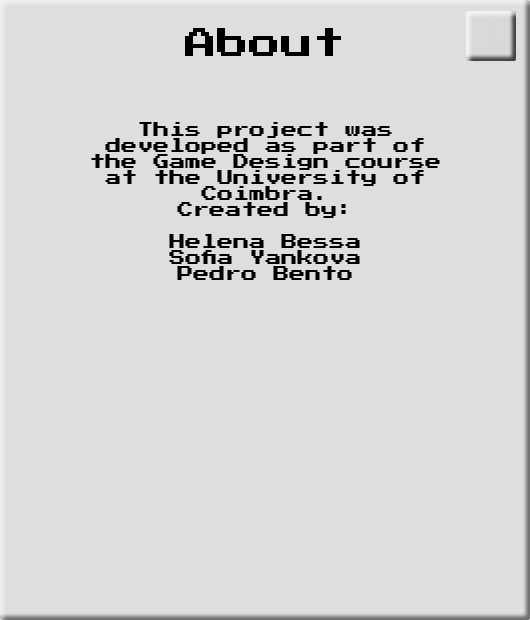 About
This project was
developed as part of
the Game Design course
at the University of
Coimbra.
Created by:
Helena Bessa
Sofia Yankova
Pedro Bento